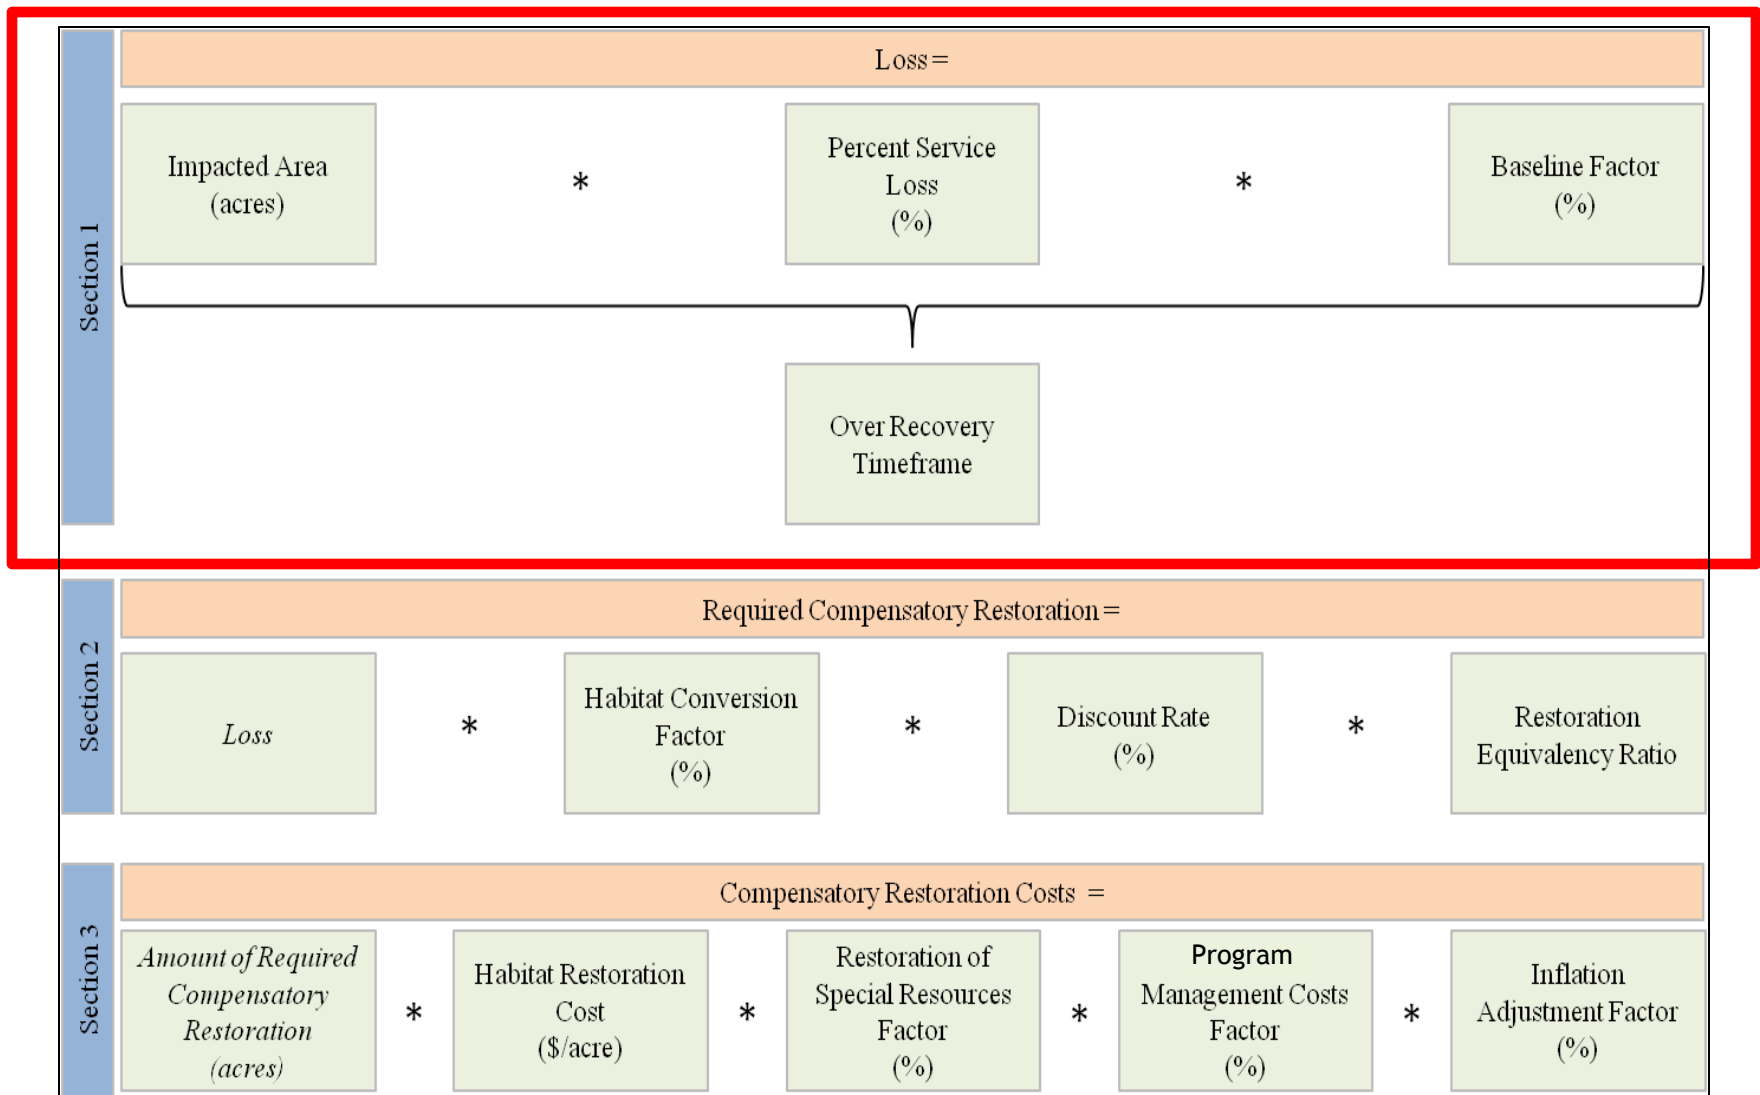 Section 1
Loss =
Impacted Area
(acres)
*
Percent Service
Loss
(%)
*
Baseline Factor
(%)
Over Recovery
Timeframe
Section 2
Required Compensatory Restoration =
Loss
*
Habitat Conversion
Factor
(%)
*
Discount Rate
(%)
*
Restoration
Equivalency Ratio
Section 3
Compensatory Restoration Costs =
Amount of Required
Compensatory
Restoration
(acres)
*
Habitat Restoration
Cost
($/acre)
*
Restoration of
Special Resources
Factor
(%)
*
Program
Management Costs
Factor
(%)
*
Inflation
Adjustment Factor
(%)